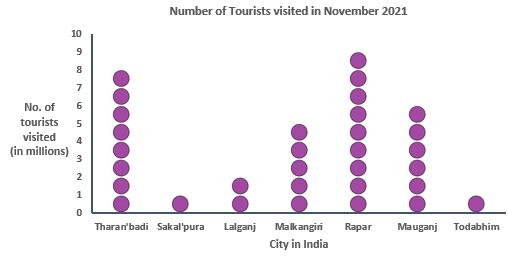 Number of Tourists visited in November 2021
10
9
8
7
6
5
4
3
2
1
0
No. of
tourists
visited
(in millions)
Tharan'badi Sakal'pura Lalganj Malkangiri Rapar Mauganj Todabhim
City in India